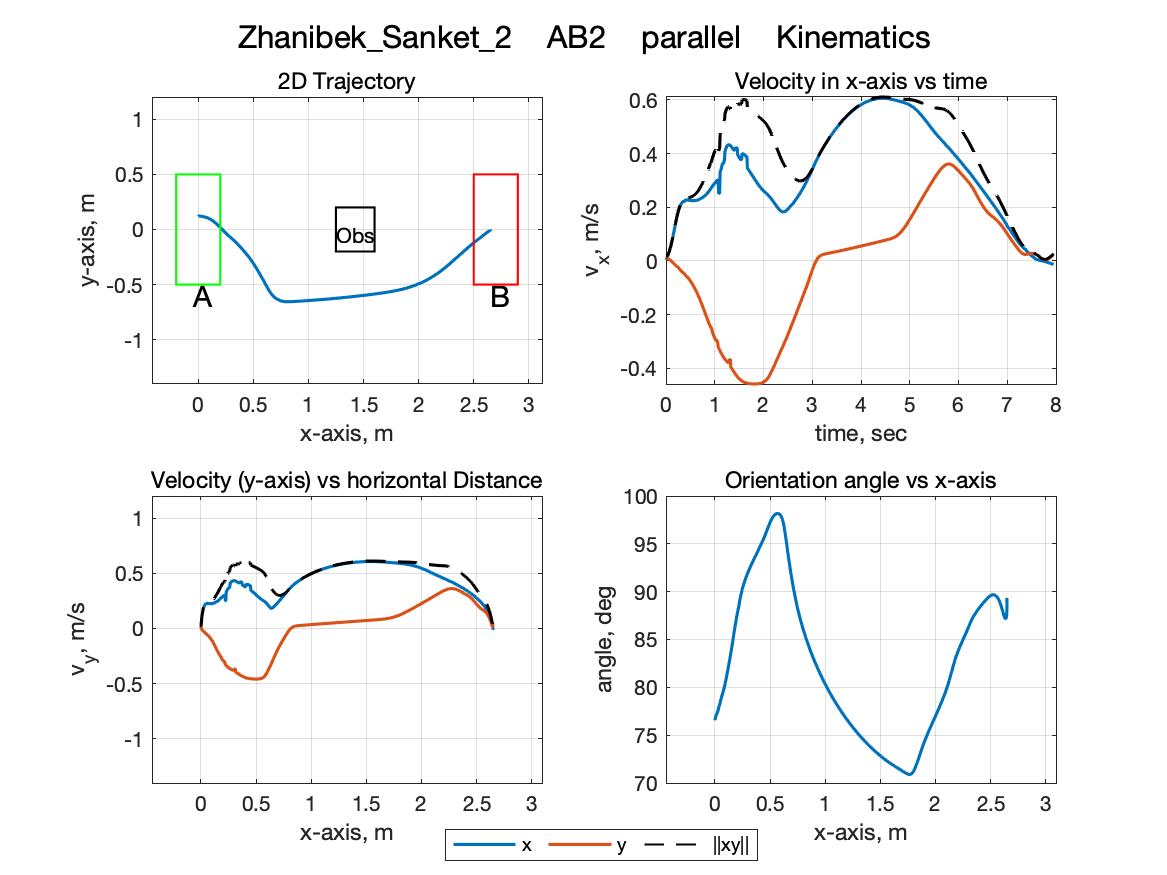 Zhanibek_Sanket_2 AB2 parallel Kinematics
2D Trajectory
1
0.5
0
-0.5
-1
y-axis, m
Obs
A
B
0 0.5 1 1.5 2 2.5 3
x-axis, m
Velocity in x-axis vs time
0.6
0.4
0.2
0
-0.2
-0.4
vx, m/s
0 1 2 3 4 5 6 7 8
time, sec
Velocity (y-axis) vs horizontal Distance
1
0.5
0
-0.5
-1
vy, m/s
0 0.5 1 1.5 2 2.5 3
x-axis, m
Orientation angle vs x-axis
100
95
90
85
80
75
70
angle, deg
0 0.5 1 1.5 2 2.5 3
x-axis, m
x y ||xy||